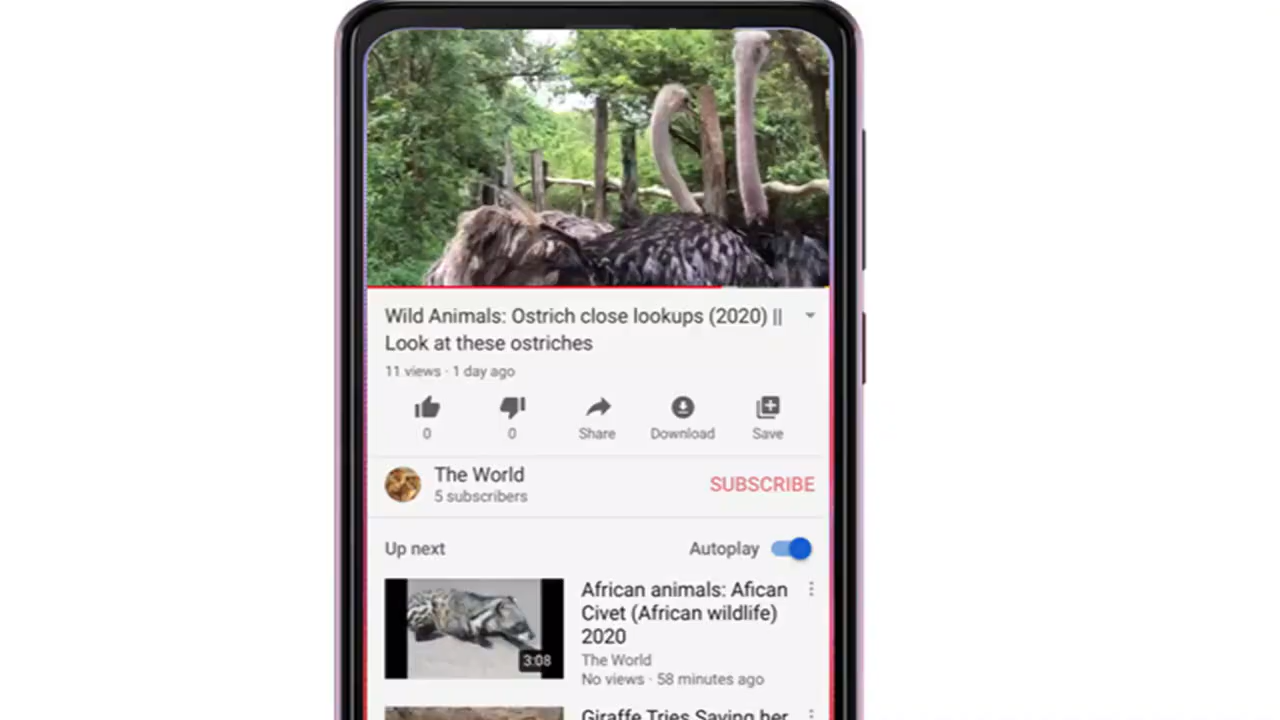 Wild Animals: Ostrich close lookups (2020) ||
Look at these ostriches
11 views · 1 day ago
0
0
Share
Download
Save
The World
5 subscribers
SUBSCRIBE
Up next
Autoplay
African animals: Afican
Civet (African wildlife)
2020
3:08
The World
No views · 58 minutes ago
Giraffe Tries Saving her